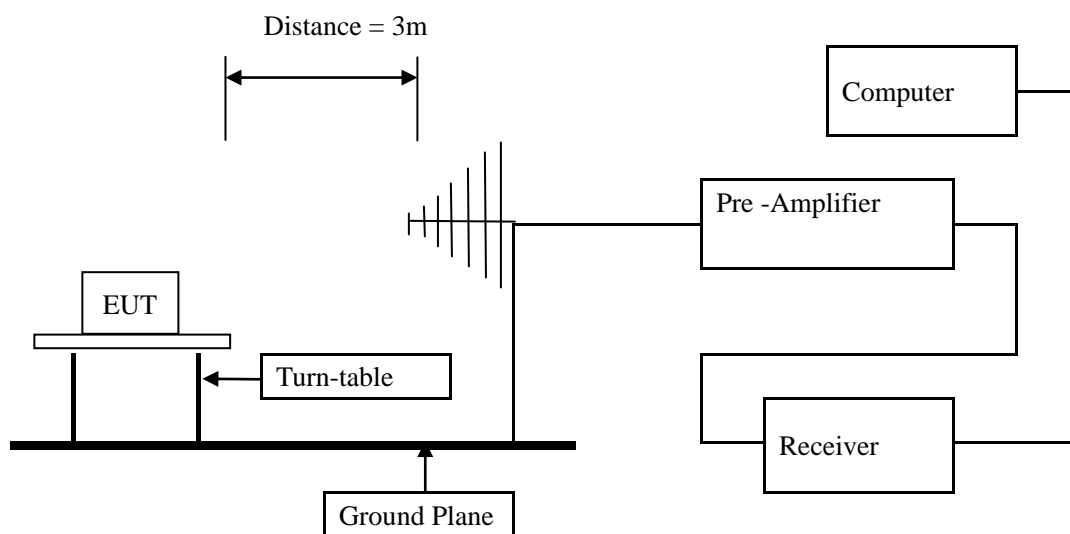 Distance = 3m
Computer
Pre -Amplifier
EUT
Turn-table
Receiver
Ground Plane